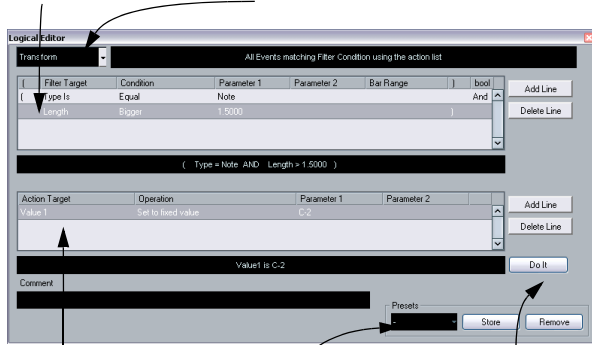 Logical Editor
Transform
All Events matching Filter Condition using the action list
( Filter Target Condition Parameter 1 Parameter 2 Bar Range ) bool
( Type Is Equal Note And
Length Bigger 1.5000 )
Add Line
Delete Line
( Type = Note AND Length > 1.5000 )
Action Target Operation Parameter 1 Parameter 2
Value 1 Set to fixed value C-2
Add Line
Delete Line
Value1 is C-2
Do It
Comment
Presets
-
Store
Remove